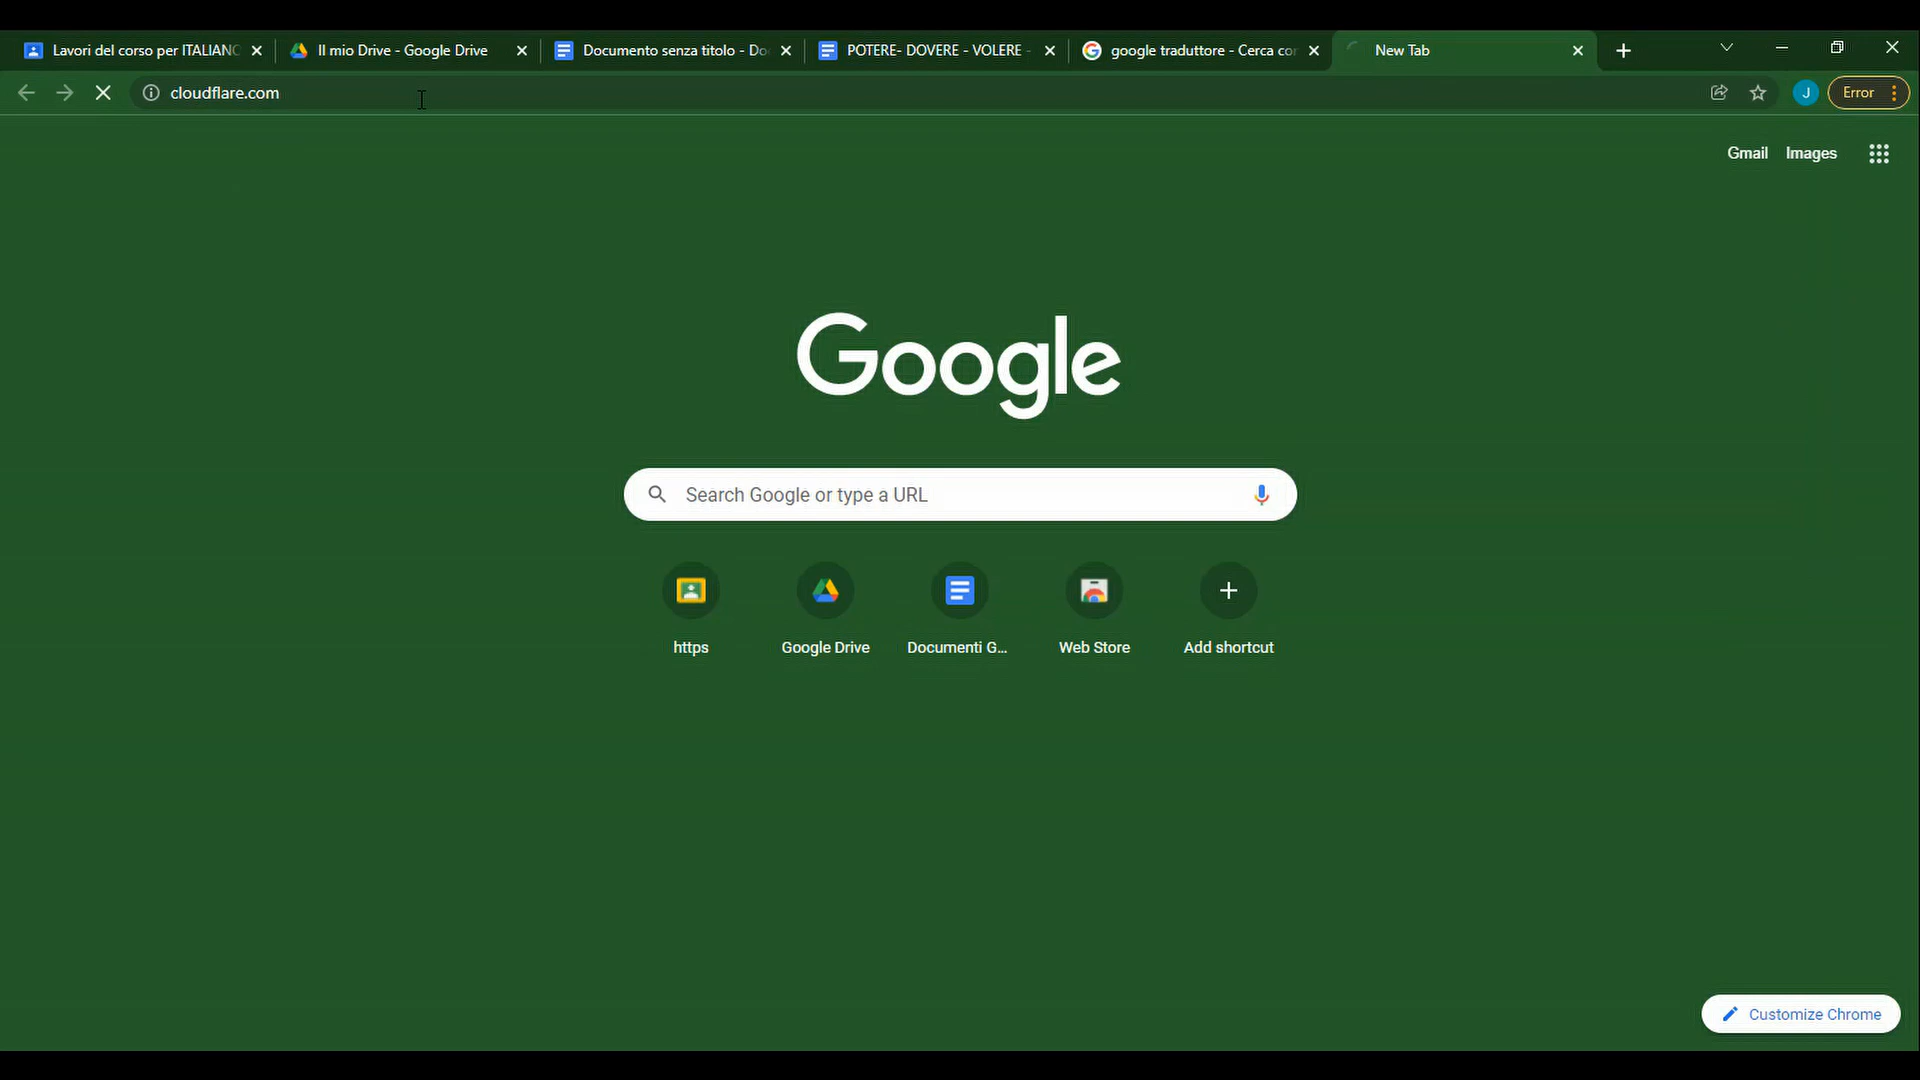 Lavori del corso per ITALIANO
Il mio Drive - Google Drive
Documento senza titolo - Do
POTERE- DOVERE - VOLERE -
google traduttore - Cerca co
New Tab
cloudflare.com
J
Error
Gmail
Images
Google
Search Google or type a URL
https
Google Drive
Documenti G...
Web Store
Add shortcut
Customize Chrome